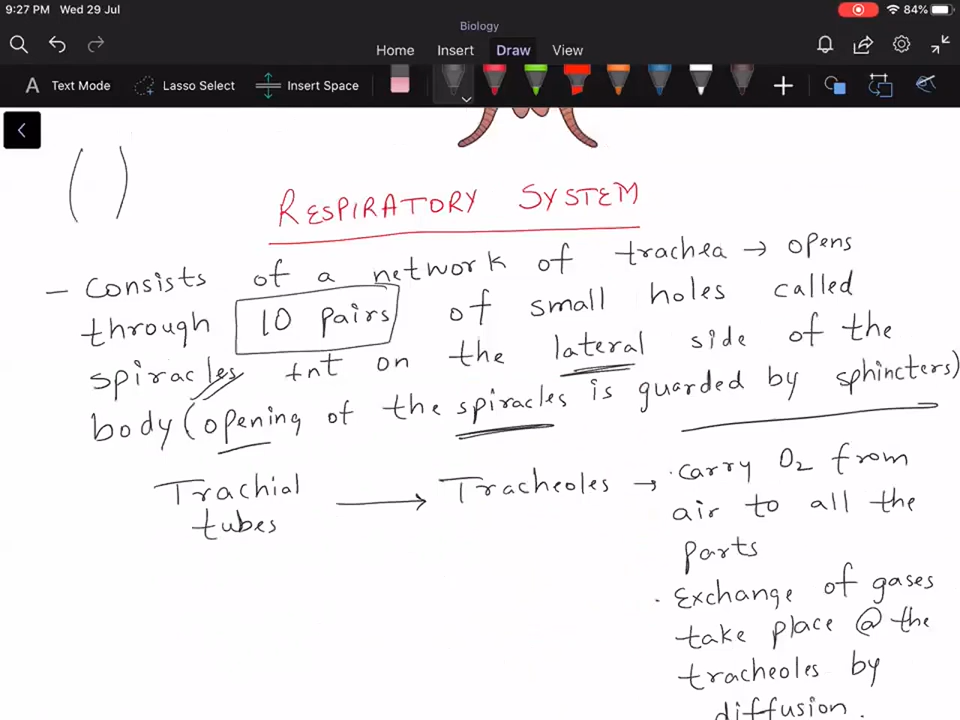 9:27 PM Wed 29 Jul
84%
Biology
Home Insert Draw View
Text Mode Lasso Select Insert Space
( )
RESPIRATORY SYSTEM
— Consists of a network of trachea → opens
through 10 pairs of small holes called
spiracles +nt on the lateral side of the
body (opening of the spiracles is guarded by sphincters)
Trachial → Tracheoles → · carry O2 from
tubes
air to all the
parts
· Exchange of gases
take place @ the
tracheoles by
diffusion.